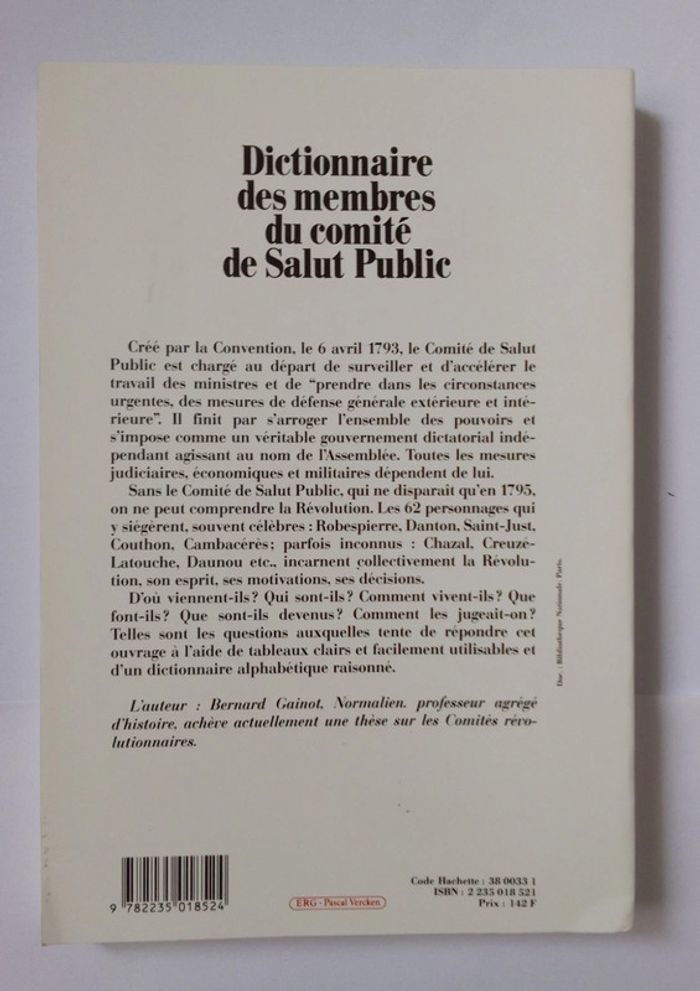 Dictionnaire
des membres
du comité
de Salut Public
Créé par la Convention, le 6 avril 1793, le Comité de Salut
Public est chargé au départ de surveiller et d'accélérer le
travail des ministres et de “prendre dans les circonstances
urgentes, des mesures de défense générale extérieure et inté-
rieure”. Il finit par s'arroger l'ensemble des pouvoirs et
s'impose comme un véritable gouvernement dictatorial indé-
pendant agissant au nom de l'Assemblée. Toutes les mesures
judiciaires, économiques et militaires dépendent de lui.
Sans le Comité de Salut Public, qui ne disparait qu'en 1795,
on ne peut comprendre la Révolution. Les 62 personnages qui
y siégèrent, souvent célèbres : Robespierre, Danton, Saint-Just,
Couthon, Cambacérès ; parfois inconnus : Chazal, Creuzé-
Latouche, Daunou etc., incarnent collectivement la Révolu-
tion, son esprit, ses motivations, ses décisions.
D'où viennent-ils ? Qui sont-ils ? Comment vivent-ils ? Que
font-ils ? Que sont-ils devenus ? Comment les jugeait-on ?
Telles sont les questions auxquelles tente de répondre cet
ouvrage à l'aide de tableaux clairs et facilement utilisables et
d'un dictionnaire alphabétique raisonné.
L'auteur : Bernard Gainot, Normalien, professeur agrégé
d'histoire, achève actuellement une thèse sur les Comités révo-
lutionnaires.
Doc. : Bibliothèque Nationale, Paris.
9 782235 018524
ERG - Pascal Vercken
Code Hachette : 38 0033 1
ISBN : 2 235 018 521
Prix : 142 F